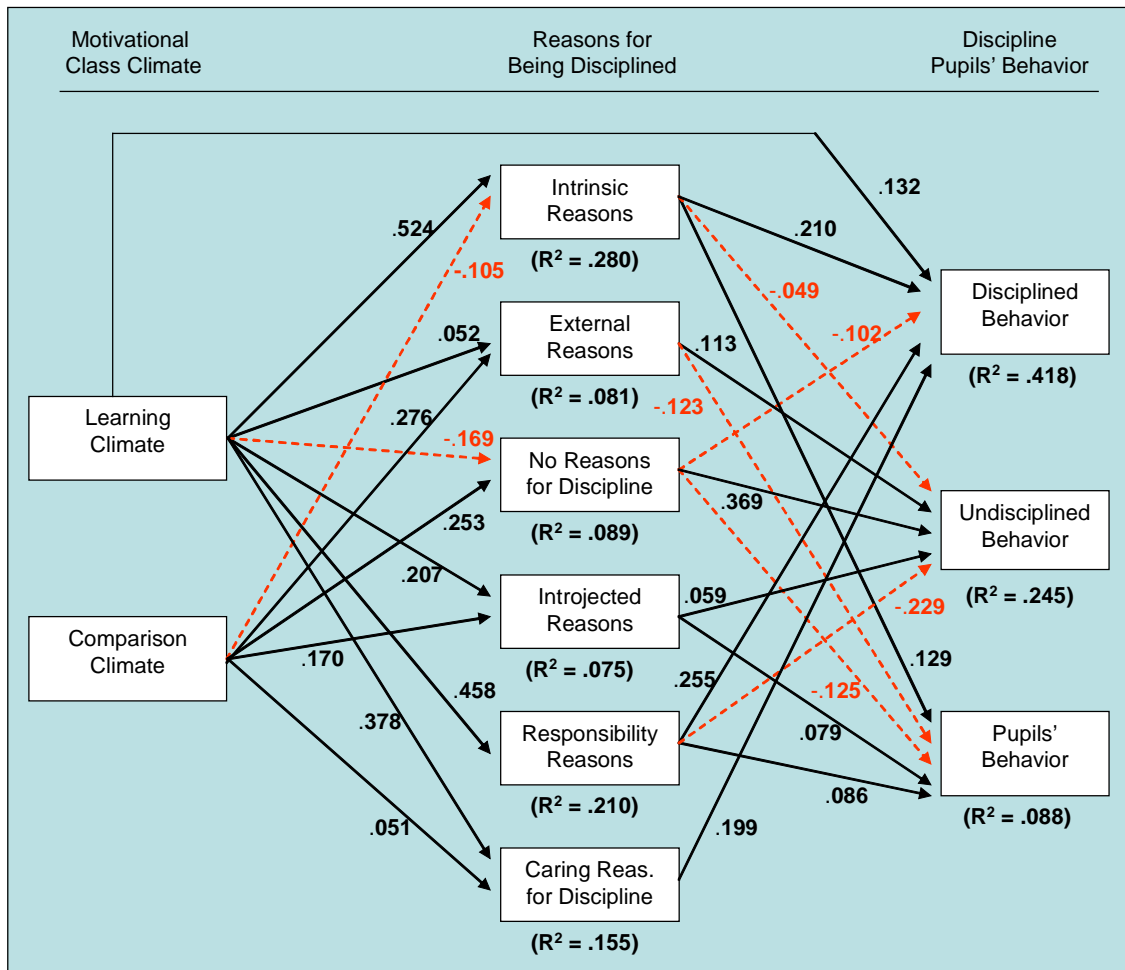 Motivational
Class Climate
Reasons for
Being Disciplined
Discipline
Pupils' Behavior
.132
Intrinsic
Reasons
.524
.210
(R² = .280)
-.105
-.049
Disciplined
Behavior
External
Reasons
.052
.113
-.102
(R² = .418)
(R² = .081)
Learning
Climate
.276
-.123
-.169
No Reasons
for Discipline
.369
Undisciplined
Behavior
.253
(R² = .089)
.207
Introjected
Reasons
.059
-.229
(R² = .245)
Comparison
Climate
.170
(R² = .075)
.129
.458
.255
-.125
.378
Responsibility
Reasons
.079
Pupils'
Behavior
.086
(R² = .210)
(R² = .088)
.051
.199
Caring Reas.
for Discipline
(R² = .155)